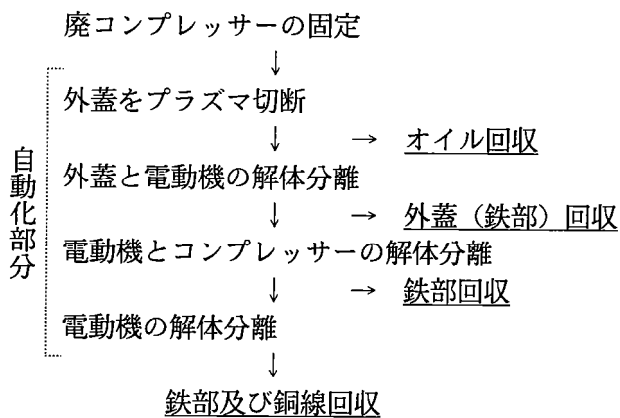 廃コンプレッサーの固定
↓
外蓋をプラズマ切断
↓ → オイル回収
外蓋と電動機の解体分離
↓ → 外蓋（鉄部）回収
電動機とコンプレッサーの解体分離
↓ → 鉄部回収
電動機の解体分離
↓
鉄部及び銅線回収
自動化部分